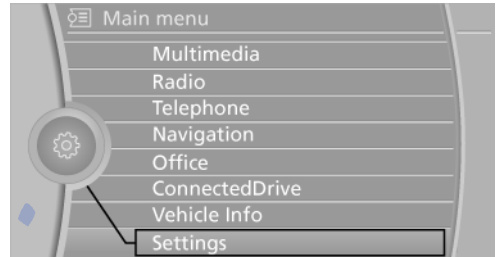 Main menu
Multimedia
Radio
Telephone
Navigation
Office
ConnectedDrive
Vehicle Info
Settings